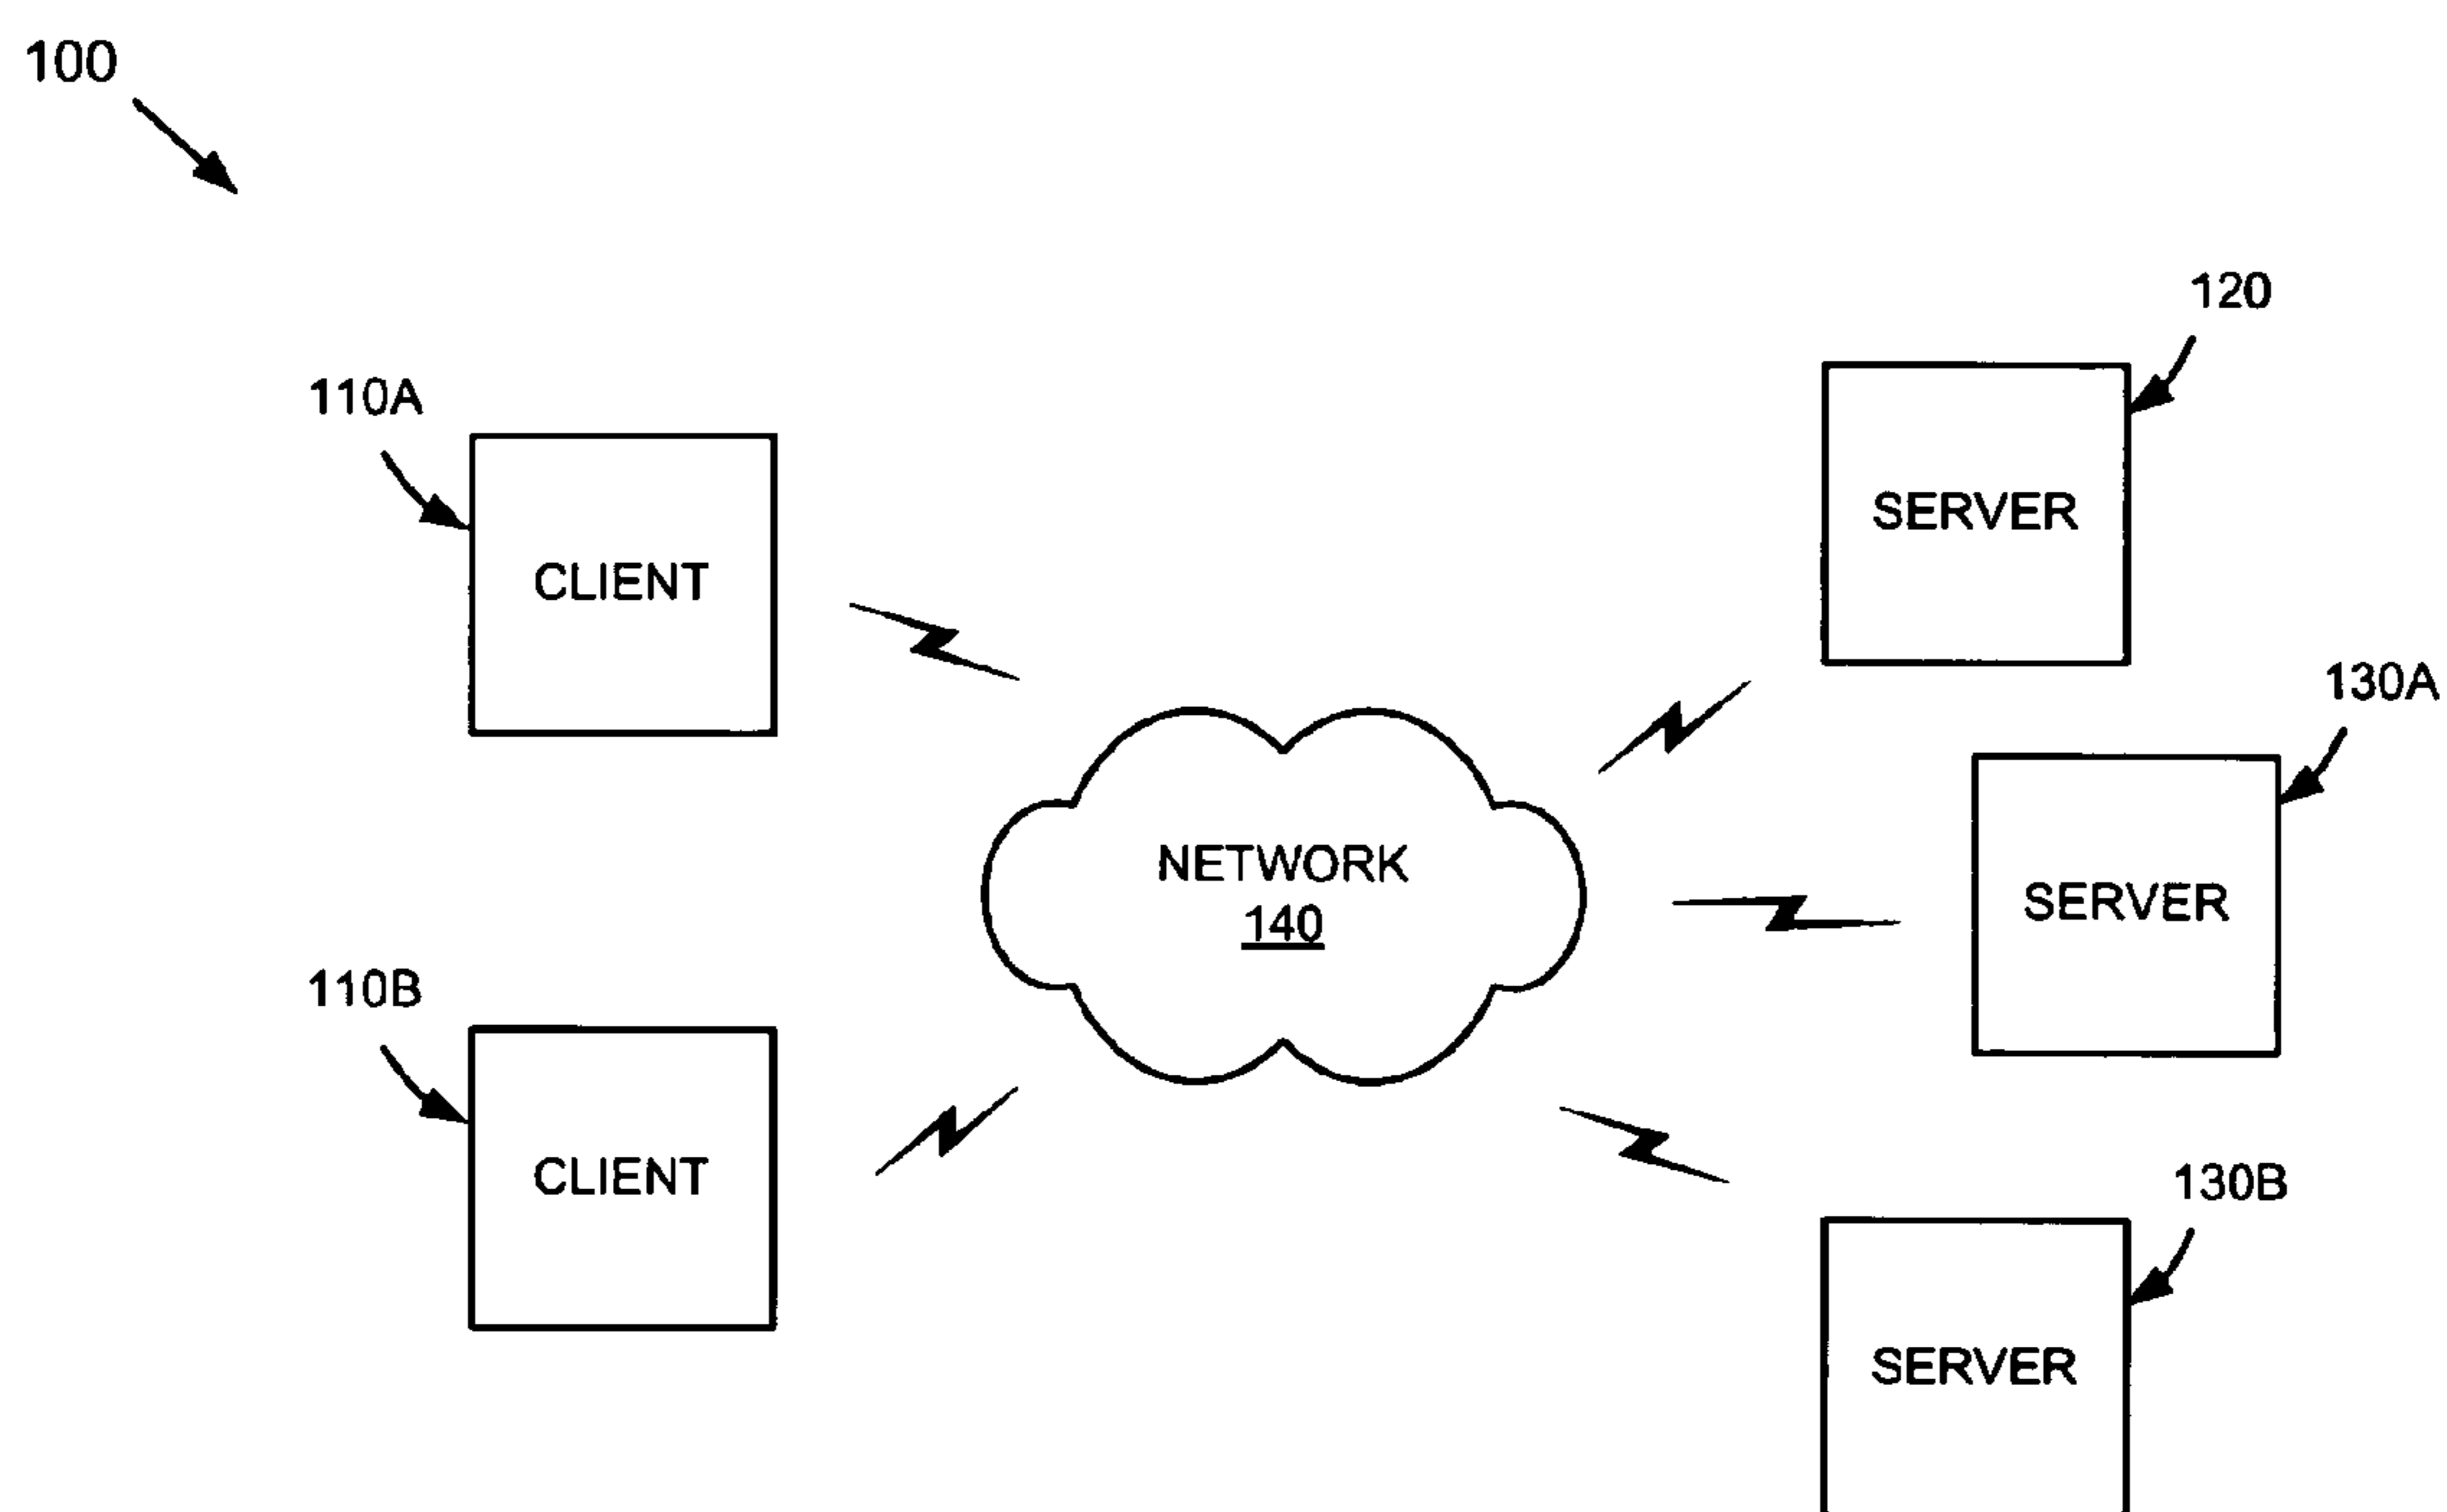 100
120
110A
SERVER
CLIENT
130A
NETWORK
140
SERVER
110B
CLIENT
130B
SERVER